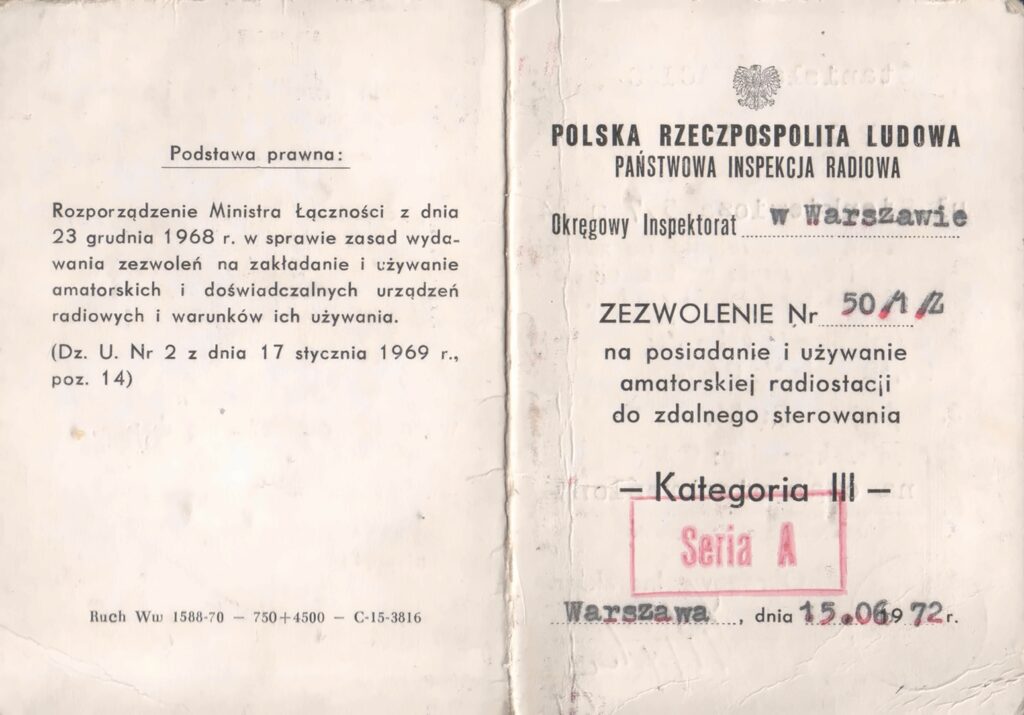 Podstawa prawna:
Rozporządzenie Ministra Łączności z dnia
23 grudnia 1968 r. w sprawie zasad wyda-
wania zezwoleń na zakładanie i używanie
amatorskich i doświadczalnych urządzeń
radiowych i warunków ich używania.
(Dz. U. Nr 2 z dnia 17 stycznia 1969 r.,
poz. 14)
Ruch Ww 1588-70 — 750+4500 — C-15-3816
POLSKA RZECZPOSPOLITA LUDOWA
PAŃSTWOWA INSPEKCJA RADIOWA
Okręgowy Inspektorat w Warszawie
ZEZWOLENIE Nr 50/1/Z
na posiadanie i używanie
amatorskiej radiostacji
do zdalnego sterowania
— Kategoria III —
Seria A
Warszawa, dnia 15.06.1972 r.